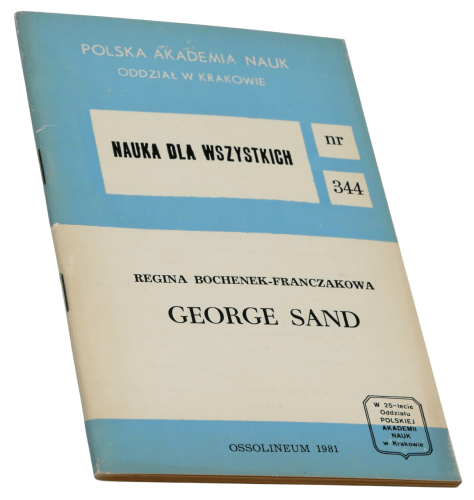 POLSKA AKADEMIA NAUK
ODDZIAŁ W KRAKOWIE
NAUKA DLA WSZYSTKICH
nr
344
REGINA BOCHENEK-FRANCZAKOWA
GEORGE SAND
W 25-lecie
Oddziału
POLSKIEJ
AKADEMII
NAUK
w Krakowie
OSSOLINEUM 1981